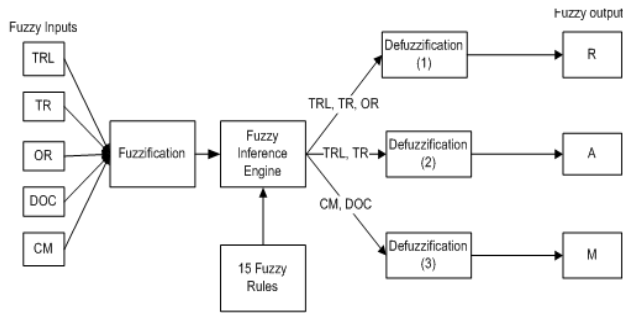 Fuzzy Inputs
Fuzzy output
TRL
TR
OR
DOC
CM
Fuzzification
Fuzzy
Inference
Engine
15 Fuzzy
Rules
TRL, TR, OR
TRL, TR
CM, DOC
Defuzzification
(1)
Defuzzification
(2)
Defuzzification
(3)
R
A
M